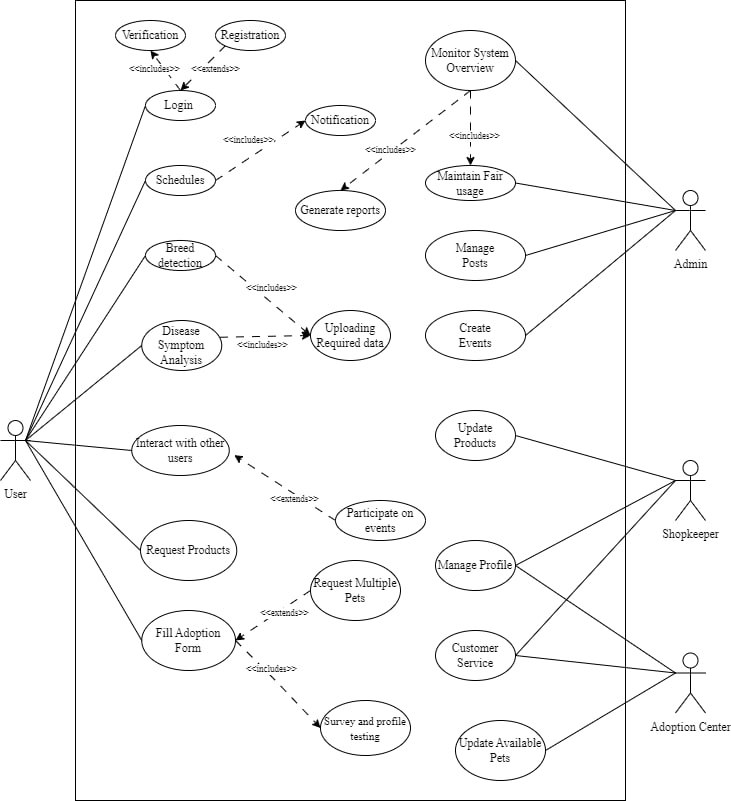 Verification
Registration
<<includes>>
<<extends>>
Login
Monitor System
Overview
Notification
<<includes>>
<<includes>>
<<includes>>
Schedules
Generate reports
Maintain Fair
usage
Admin
Breed
detection
Manage
Posts
<<includes>>
Disease
Symptom
Analysis
<<includes>>
Uploading
Required data
Create
Events
User
Interact with other
users
Update
Products
<<extends>>
Participate on
events
Shopkeeper
Request Products
Manage Profile
Request Multiple
Pets
<<extends>>
Fill Adoption
Form
<<includes>>
Customer
Service
Survey and profile
testing
Adoption Center
Update Available
Pets